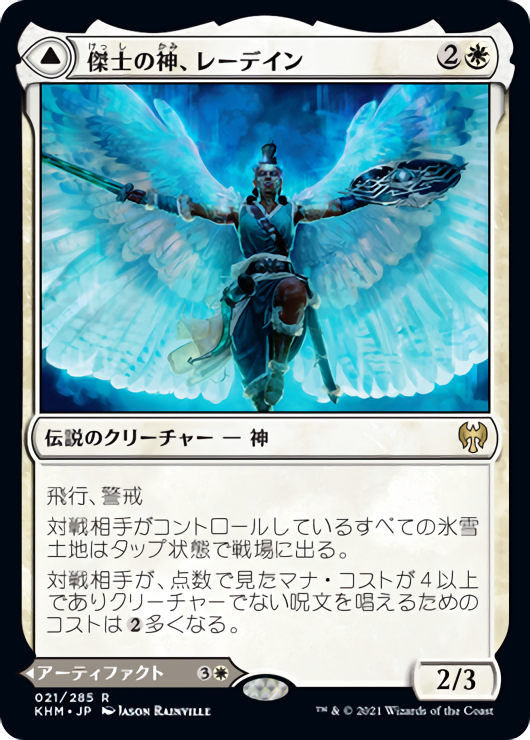 傑士の神、レーデイン 2
けっし かみ
伝説のクリーチャー ― 神
飛行、警戒
対戦相手がコントロールしているすべての氷雪
土地はタップ状態で戦場に出る。
対戦相手が、点数で見たマナ・コストが4以上
でありクリーチャーでない呪文を唱えるための
コストは2多くなる。
アーティファクト 3
2/3
021/285 R
KHM・JP Jason Rainville
™ & © 2021 Wizards of the Coast